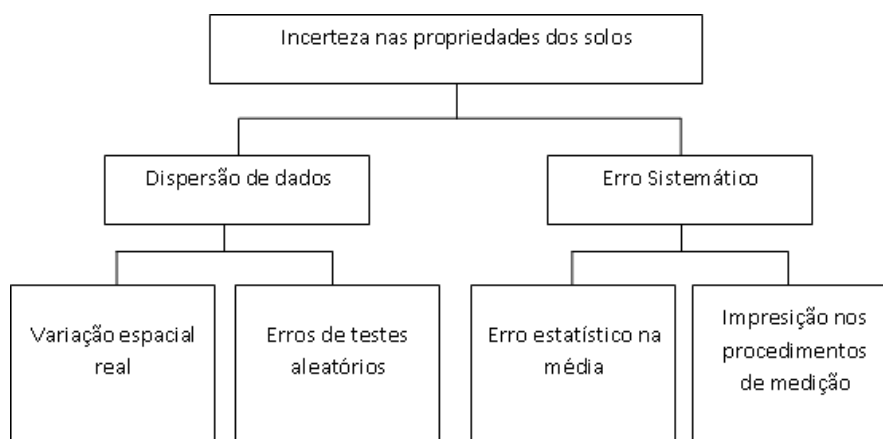 Incerteza nas propriedades dos solos
Dispersão de dados
Erro Sistemático
Variação espacial
real
Erros de testes
aleatórios
Erro estatístico na
média
Impresição nos
procedimentos
de medição